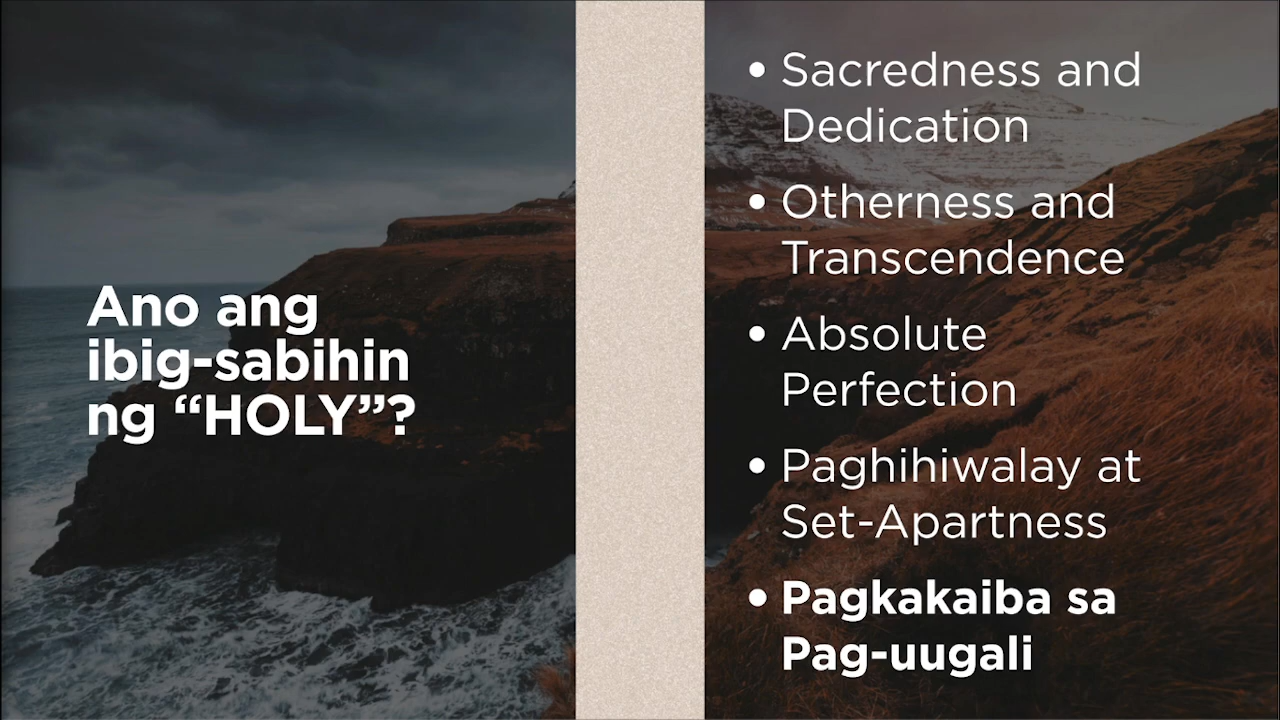 Ano ang
ibig-sabihin
ng “HOLY”?
• Sacredness and
Dedication
• Otherness and
Transcendence
• Absolute
Perfection
• Paghihiwalay at
Set-Apartness
• Pagkakaiba sa
Pag-uugali